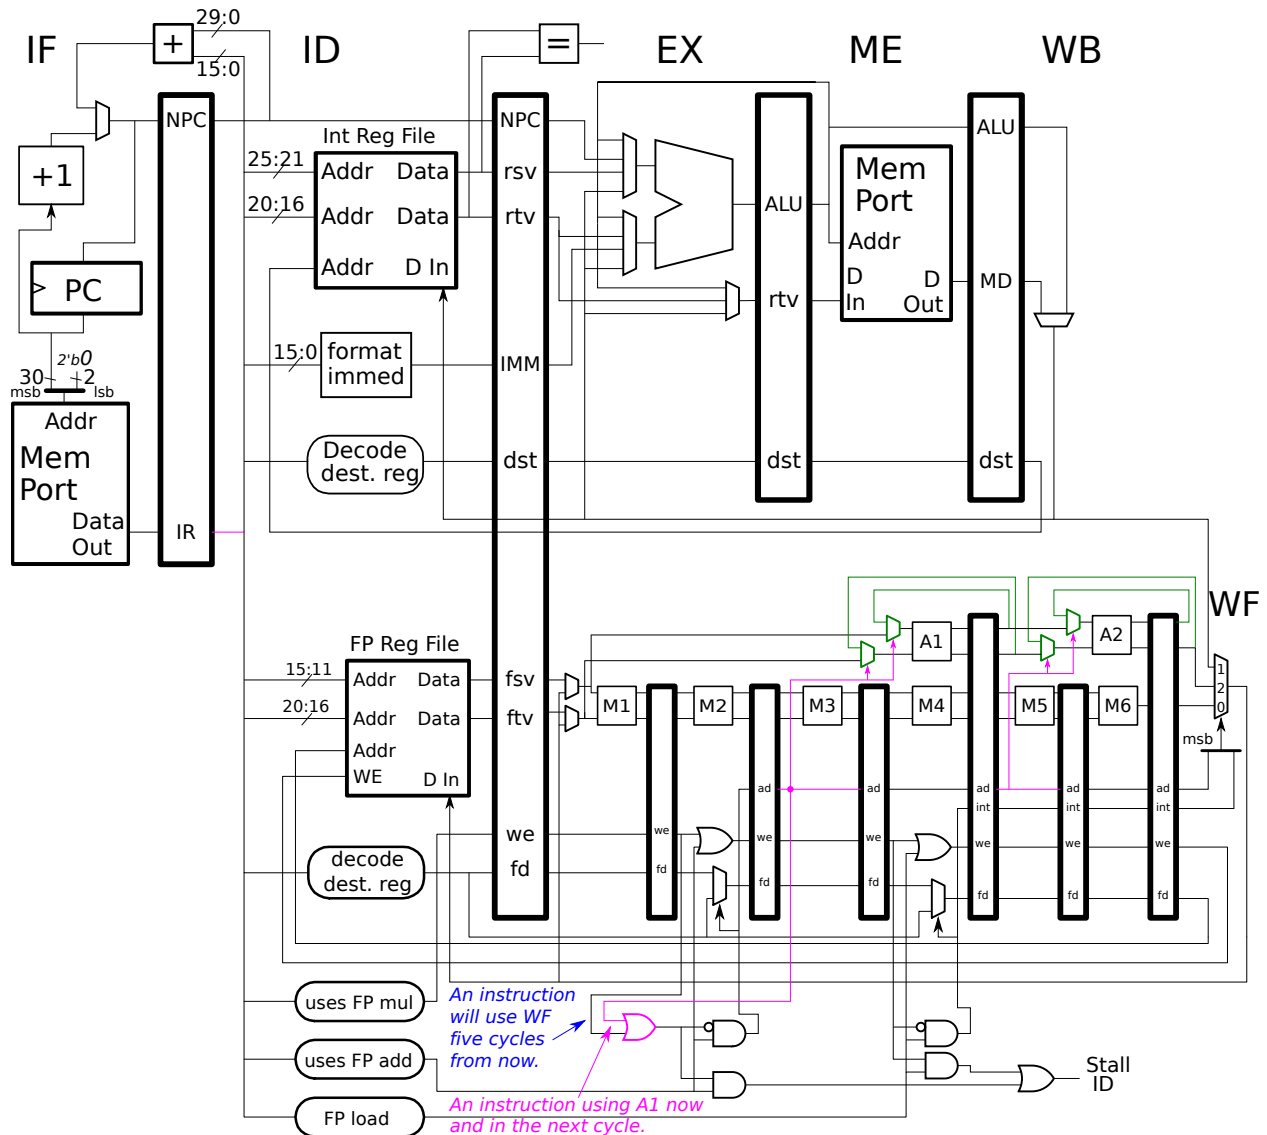 IF
ID
EX
ME
WB
29:0
15:0
+
=
NPC
+1
PC
30
2'b0
2
msb
lsb
Addr
Mem
Port
Data
Out
IR
Int Reg File
25:21
Addr
Data
20:16
Addr
Data
Addr
D In
15:0
format
immed
Decode
dest. reg
NPC
rsv
rtv
IMM
dst
ALU
rtv
dst
Mem
Port
Addr
D
In
D
Out
ALU
MD
dst
WF
FP Reg File
15:11
Addr
Data
20:16
Addr
Data
Addr
WE
D In
decode
dest. reg
fsv
ftv
we
fd
M1
M2
M3
M4
M5
M6
A1
A2
1
2
0
msb
we
fd
ad
we
fd
ad
we
fd
ad
int
we
fd
ad
int
we
fd
ad
int
we
fd
uses FP mul
uses FP add
FP load
An instruction
will use WF
five cycles
from now.
An instruction using A1 now
and in the next cycle.
Stall
ID